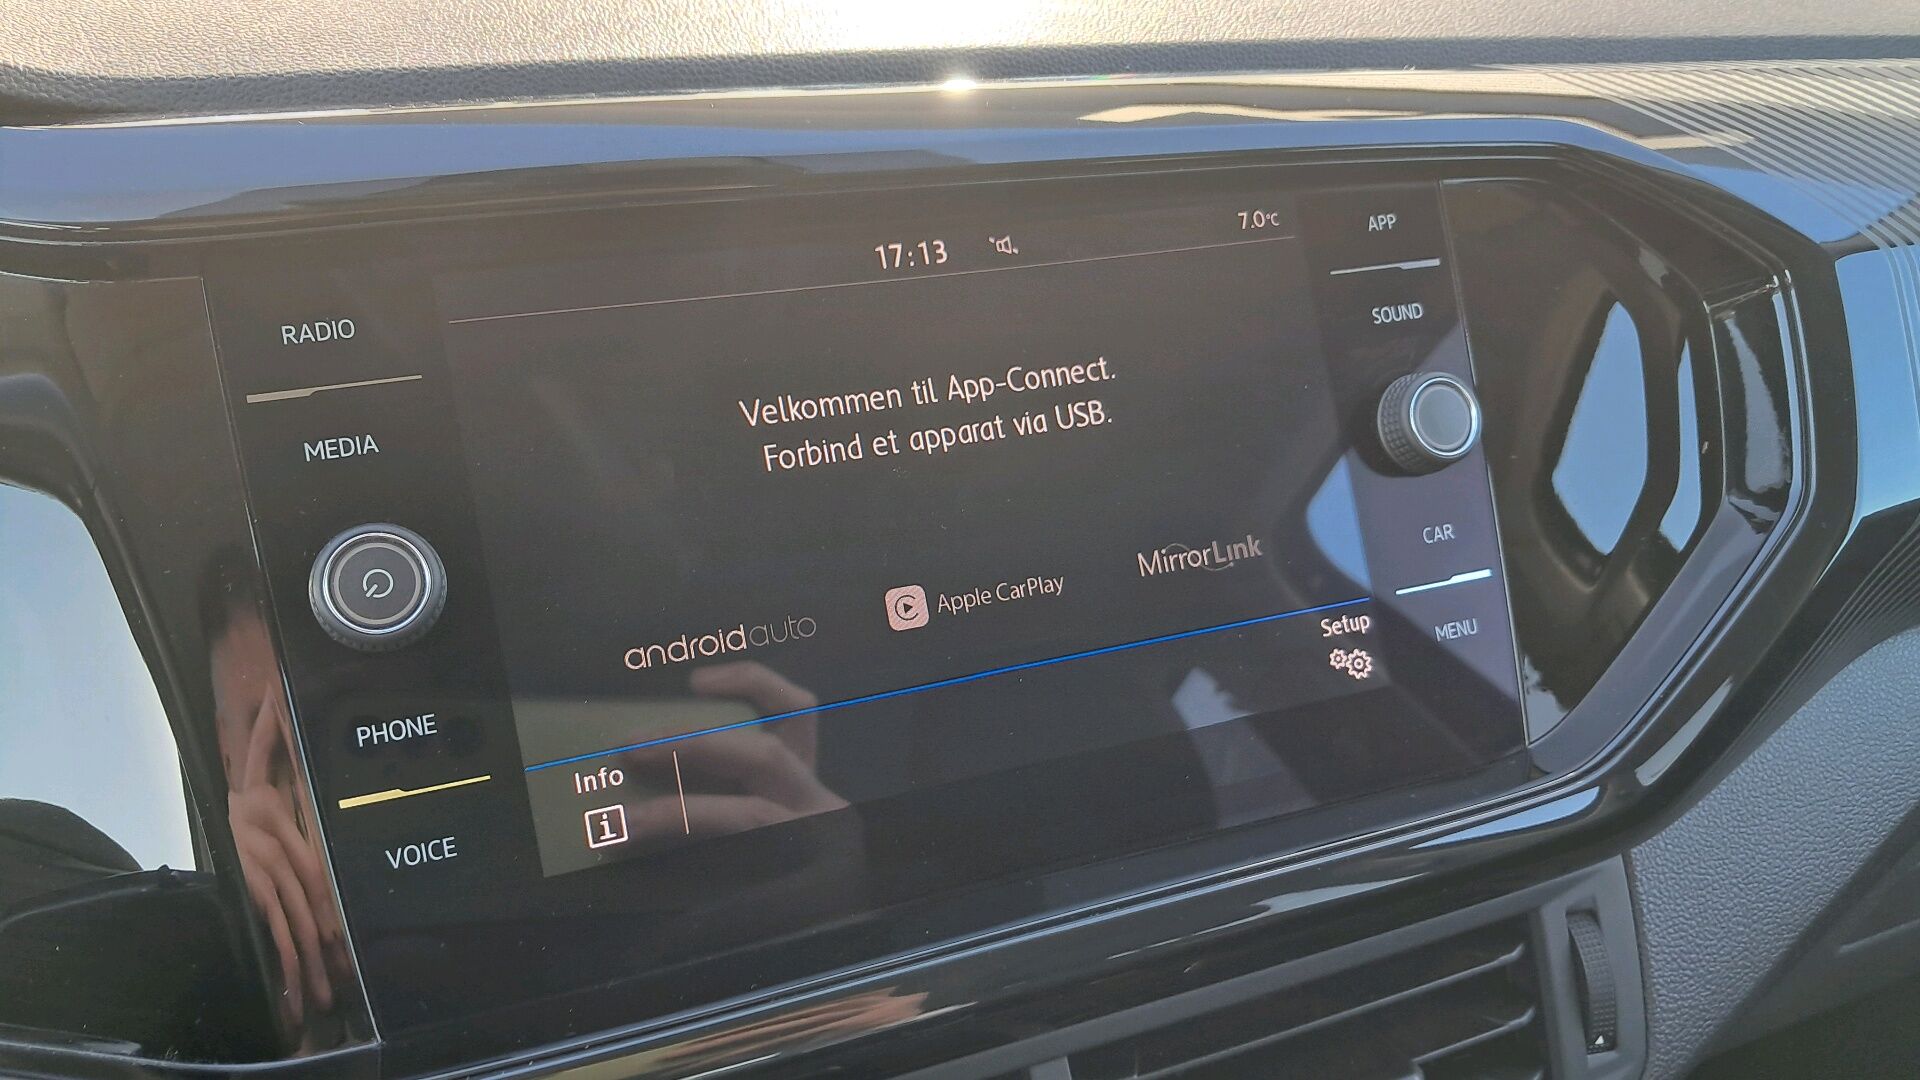 17:13
7.0°C
APP
RADIO
SOUND
Velkommen til App-Connect.
Forbind et apparat via USB.
MEDIA
CAR
MirrorLink
Apple CarPlay
androidauto
Setup
MENU
PHONE
Info
i
VOICE